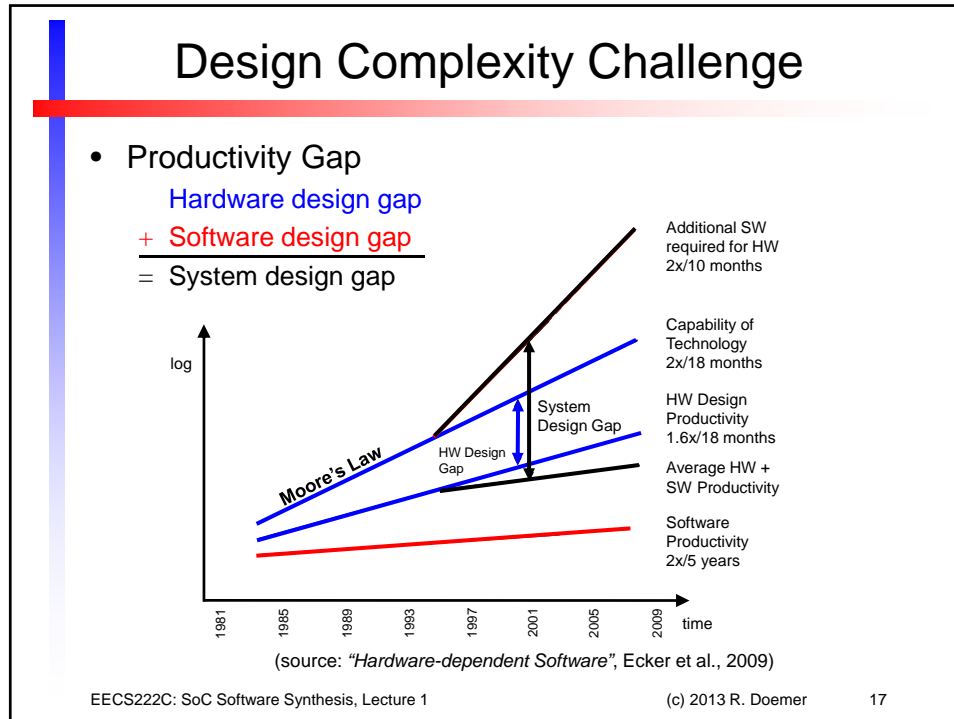 Design Complexity Challenge
• Productivity Gap
Hardware design gap
+ Software design gap
= System design gap
Additional SW
required for HW
2x/10 months
log
Capability of
Technology
2x/18 months
HW Design
Productivity
1.6x/18 months
System
Design Gap
HW Design
Gap
Moore's Law
Average HW +
SW Productivity
Software
Productivity
2x/5 years
1981
1985
1989
1993
1997
2001
2005
2009
time
(source: "Hardware-dependent Software", Ecker et al., 2009)
EECS222C: SoC Software Synthesis, Lecture 1
(c) 2013 R. Doemer
17